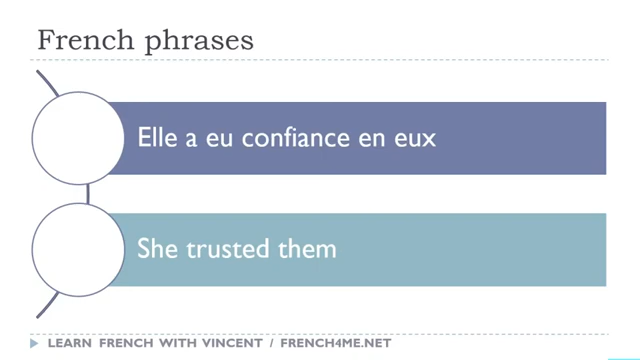 French phrases
Elle a eu confiance en eux
She trusted them
LEARN FRENCH WITH VINCENT / FRENCH4ME.NET